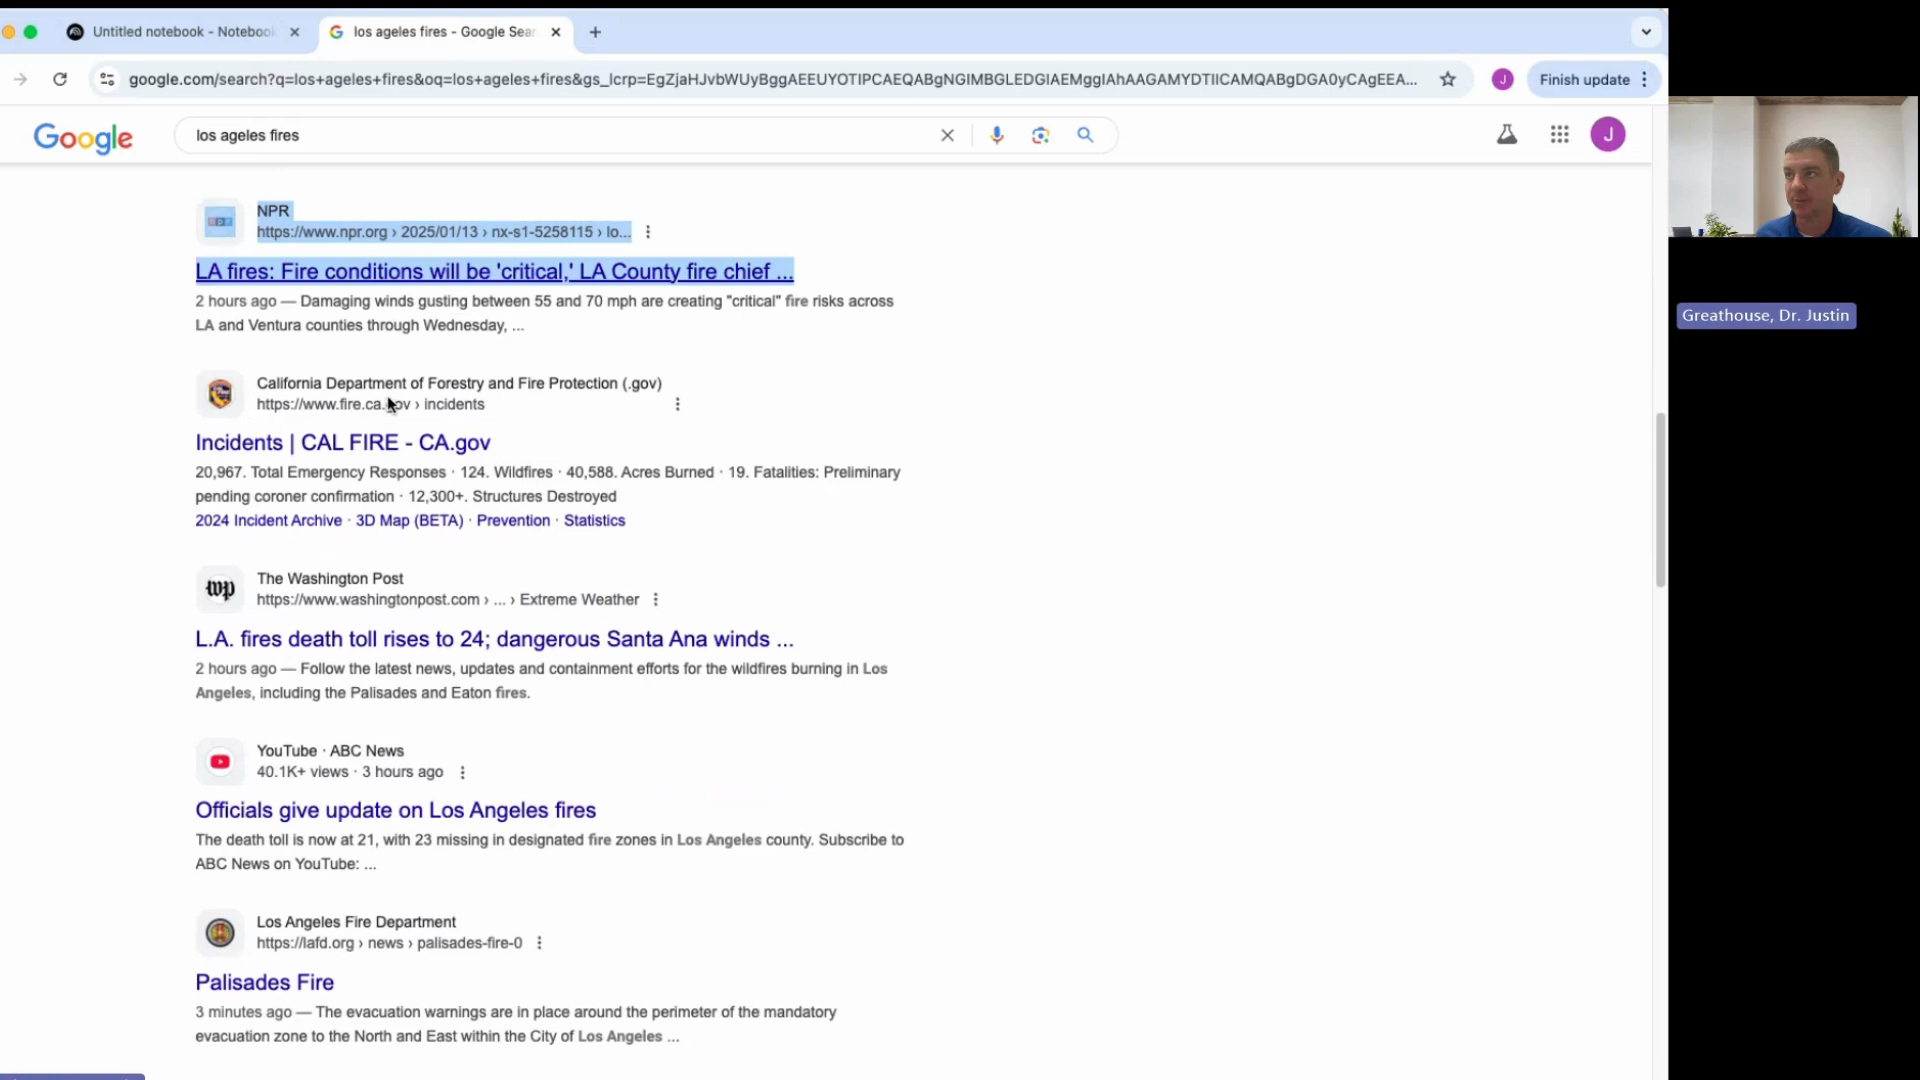 Untitled notebook - Notebook
los ageles fires - Google Sear
google.com/search?q=los+ageles+fires&oq=los+ageles+fires&gs_lcrp=EgZjaHJvbWUyBggAEEUYOTIPCAEQABgNGIMBGLEDGIAEMggIAhAAGAMYDTIICAMQABgDGA0yCAgEEA...
J
Finish update
Google
los ageles fires
J
NPR
https://www.npr.org › 2025/01/13 › nx-s1-5258115 › lo...
LA fires: Fire conditions will be 'critical,' LA County fire chief ...
2 hours ago — Damaging winds gusting between 55 and 70 mph are creating "critical" fire risks across
LA and Ventura counties through Wednesday, ...
Greathouse, Dr. Justin
California Department of Forestry and Fire Protection (.gov)
https://www.fire.ca.gov › incidents
Incidents | CAL FIRE - CA.gov
20,967. Total Emergency Responses · 124. Wildfires · 40,588. Acres Burned · 19. Fatalities: Preliminary
pending coroner confirmation · 12,300+. Structures Destroyed
2024 Incident Archive · 3D Map (BETA) · Prevention · Statistics
wp
The Washington Post
https://www.washingtonpost.com › ... › Extreme Weather
L.A. fires death toll rises to 24; dangerous Santa Ana winds ...
2 hours ago — Follow the latest news, updates and containment efforts for the wildfires burning in Los
Angeles, including the Palisades and Eaton fires.
YouTube · ABC News
40.1K+ views · 3 hours ago
Officials give update on Los Angeles fires
The death toll is now at 21, with 23 missing in designated fire zones in Los Angeles county. Subscribe to
ABC News on YouTube: ...
Los Angeles Fire Department
https://lafd.org › news › palisades-fire-0
Palisades Fire
3 minutes ago — The evacuation warnings are in place around the perimeter of the mandatory
evacuation zone to the North and East within the City of Los Angeles ...